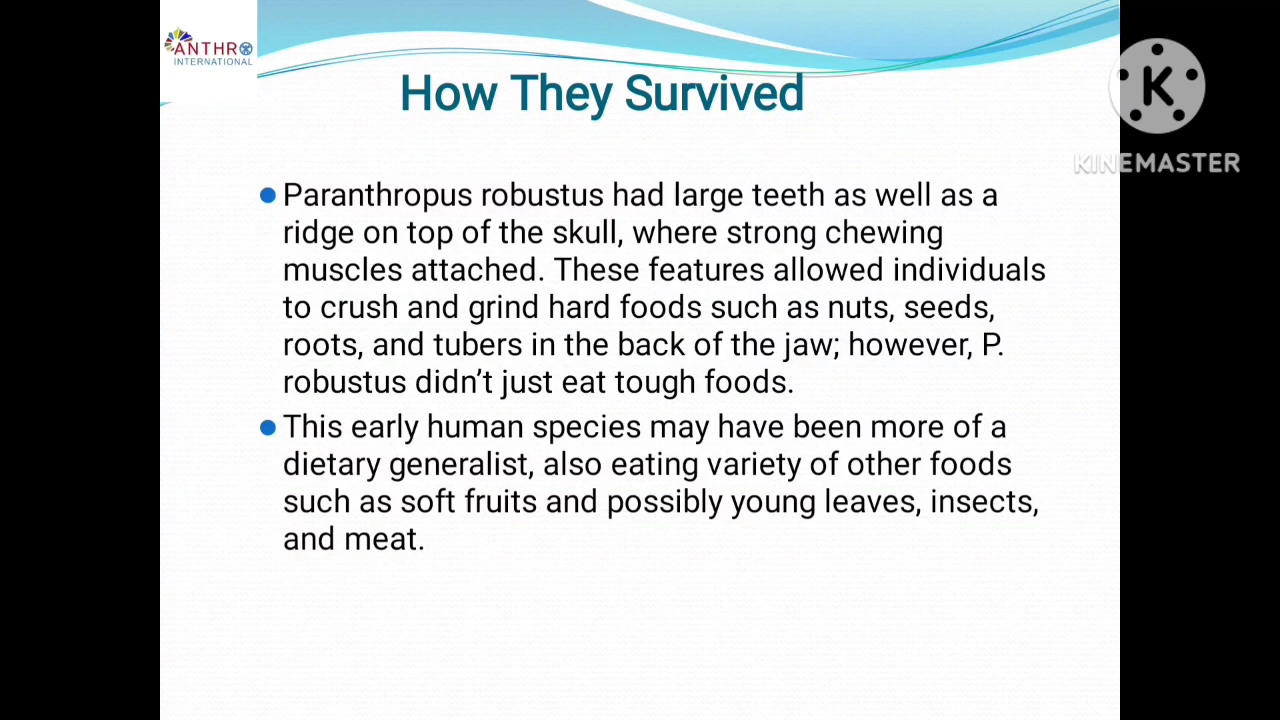 ANTHRO
INTERNATIONAL
How They Survived
K
KINEMASTER
Paranthropus robustus had large teeth as well as a
ridge on top of the skull, where strong chewing
muscles attached. These features allowed individuals
to crush and grind hard foods such as nuts, seeds,
roots, and tubers in the back of the jaw; however, P.
robustus didn’t just eat tough foods.
This early human species may have been more of a
dietary generalist, also eating variety of other foods
such as soft fruits and possibly young leaves, insects,
and meat.